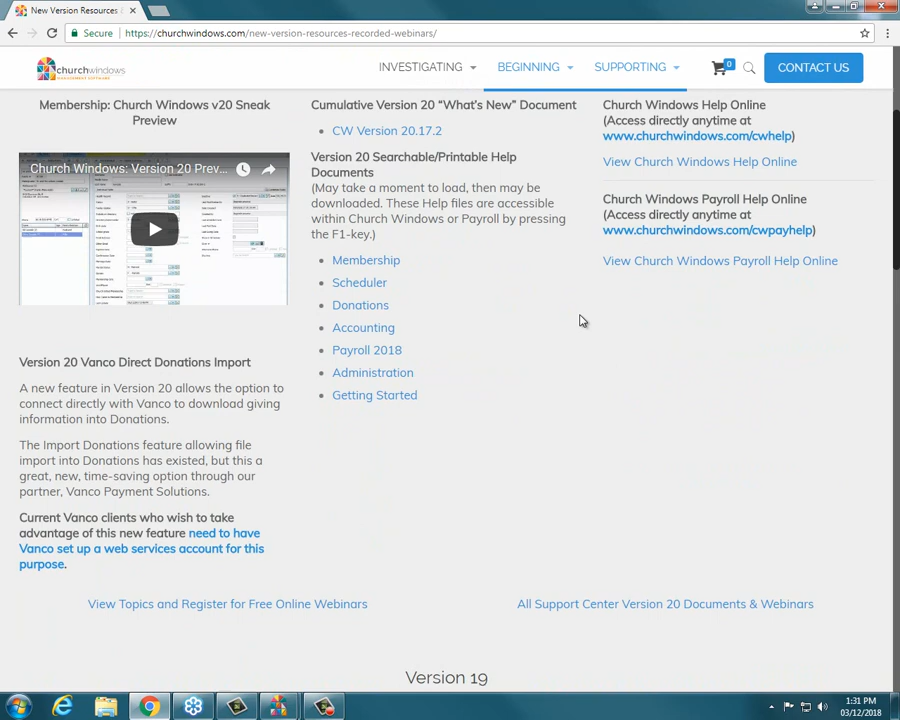 New Version Resources
Secure
https://churchwindows.com/new-version-resources-recorded-webinars/
churchwindows
MANAGEMENT SOFTWARE
INVESTIGATING
BEGINNING
SUPPORTING
0
CONTACT US
Membership: Church Windows v20 Sneak
Preview
Church Windows: Version 20 Prev...
Version 20 Vanco Direct Donations Import
A new feature in Version 20 allows the option to
connect directly with Vanco to download giving
information into Donations.
The Import Donations feature allowing file
import into Donations has existed, but this a
great, new, time-saving option through our
partner, Vanco Payment Solutions.
Current Vanco clients who wish to take
advantage of this new feature need to have
Vanco set up a web services account for this
purpose.
Cumulative Version 20 “What’s New” Document
CW Version 20.17.2
Version 20 Searchable/Printable Help
Documents
(May take a moment to load, then may be
downloaded. These Help files are accessible
within Church Windows or Payroll by pressing
the F1-key.)
Membership
Scheduler
Donations
Accounting
Payroll 2018
Administration
Getting Started
Church Windows Help Online
(Access directly anytime at
www.churchwindows.com/cwhelp)
View Church Windows Help Online
Church Windows Payroll Help Online
(Access directly anytime at
www.churchwindows.com/cwpayhelp)
View Church Windows Payroll Help Online
View Topics and Register for Free Online Webinars
All Support Center Version 20 Documents & Webinars
Version 19
1:31 PM
03/12/2018